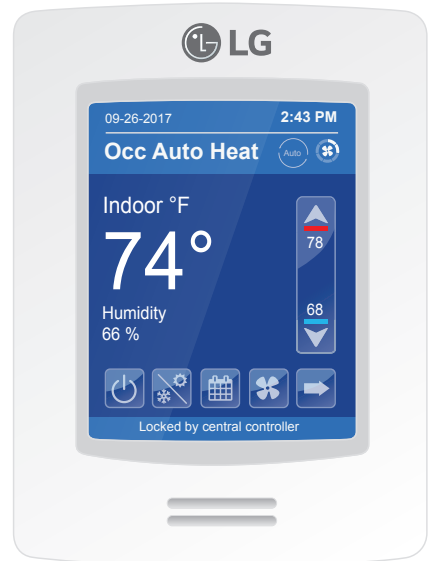 LG
09-26-2017 2:43 PM
Occ Auto Heat Auto
Indoor °F
74°
78
Humidity
66 %
68
Locked by central controller